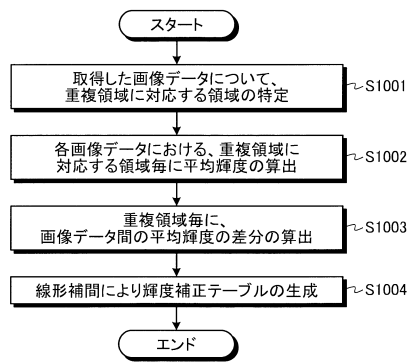 スタート
取得した画像データについて、
重複領域に対応する領域の特定
S1001
各画像データにおける、重複領域に
対応する領域毎に平均輝度の算出
S1002
重複領域毎に、
画像データ間の平均輝度の差分の算出
S1003
線形補間により輝度補正テーブルの生成
S1004
エンド